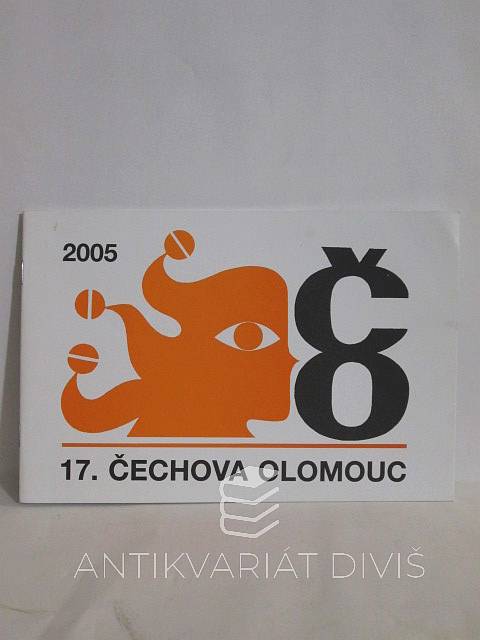 2005
Č
O
17. ČECHOVA OLOMOUC
ANTIKVARIÁT DIVIŠ